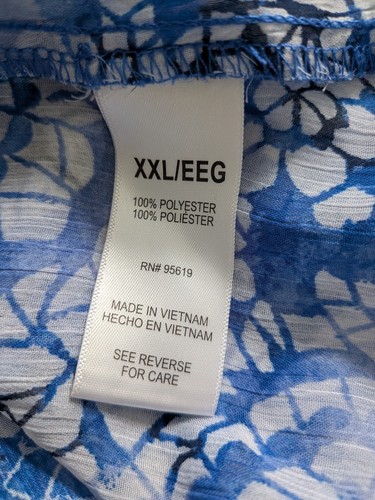 XXL/EEG
100% POLYESTER
100% POLIÉSTER
RN# 95619
MADE IN VIETNAM
HECHO EN VIETNAM
SEE REVERSE
FOR CARE